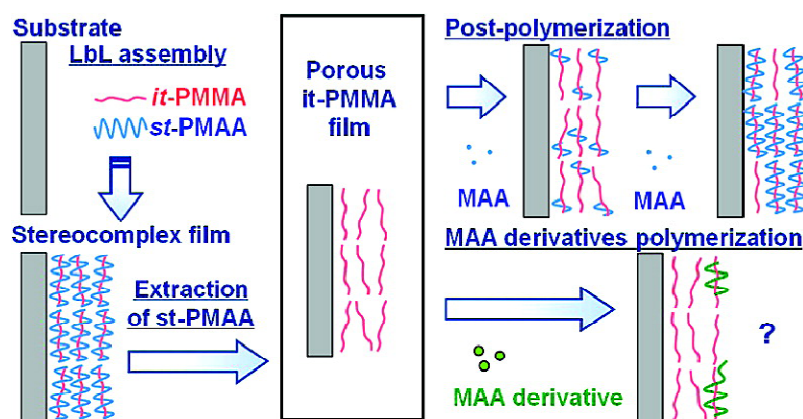 Substrate
LbL assembly
it-PMMA
st-PMAA
Stereocomplex film
Extraction
of st-PMAA
Porous
it-PMMA
film
Post-polymerization
MAA
MAA
MAA derivatives polymerization
?
MAA derivative